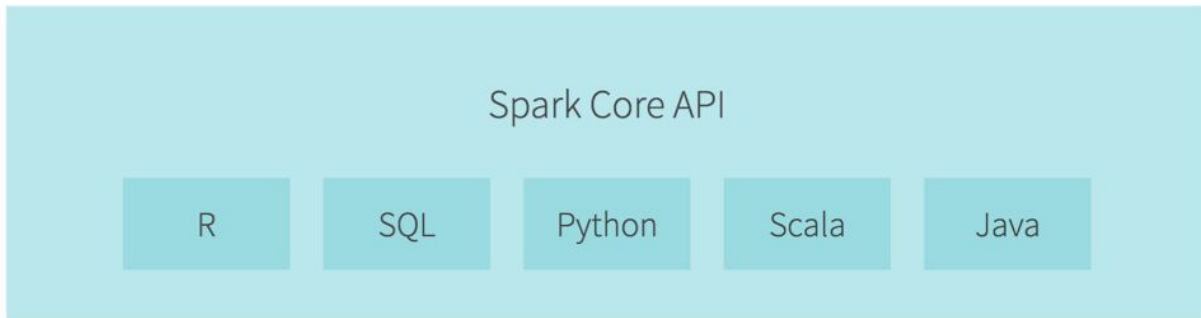 Spark Core API
R
SQL
Python
Scala
Java